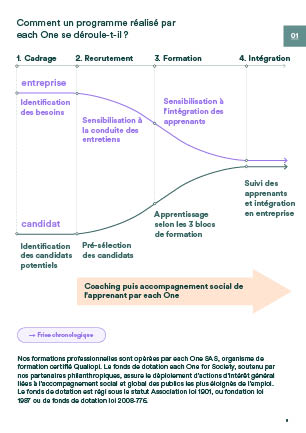 Comment un programme réalisé par
each One se déroule-t-il ?
01
1. Cadrage
2. Recrutement
3. Formation
4. Intégration
entreprise
Identification
des besoins
Sensibilisation à
la conduite des
entretiens
Sensibilisation à
l'intégration des
apprenants
Suivi des
apprenants
et intégration
en entreprise
candidat
Identification
des candidats
potentiels
Pré-sélection
des candidats
Apprentissage
selon les 3 blocs
de formation
Coaching puis accompagnement social de
l'apprenant par each One
→ Frise chronologique
Nos formations professionnelles sont opérées par each One SAS, organisme de
formation certifié Qualiopi. Le fonds de dotation each One for Society, soutenu par
nos partenaires philanthropiques, assure le déploiement d'actions d'intérêt général
liées à l'accompagnement social et global des publics les plus éloignés de l'emploi.
Le fonds de dotation est régi sous le statut Association loi 1901, ou fondation loi
1987 ou de fonds de dotation loi 2008-776.